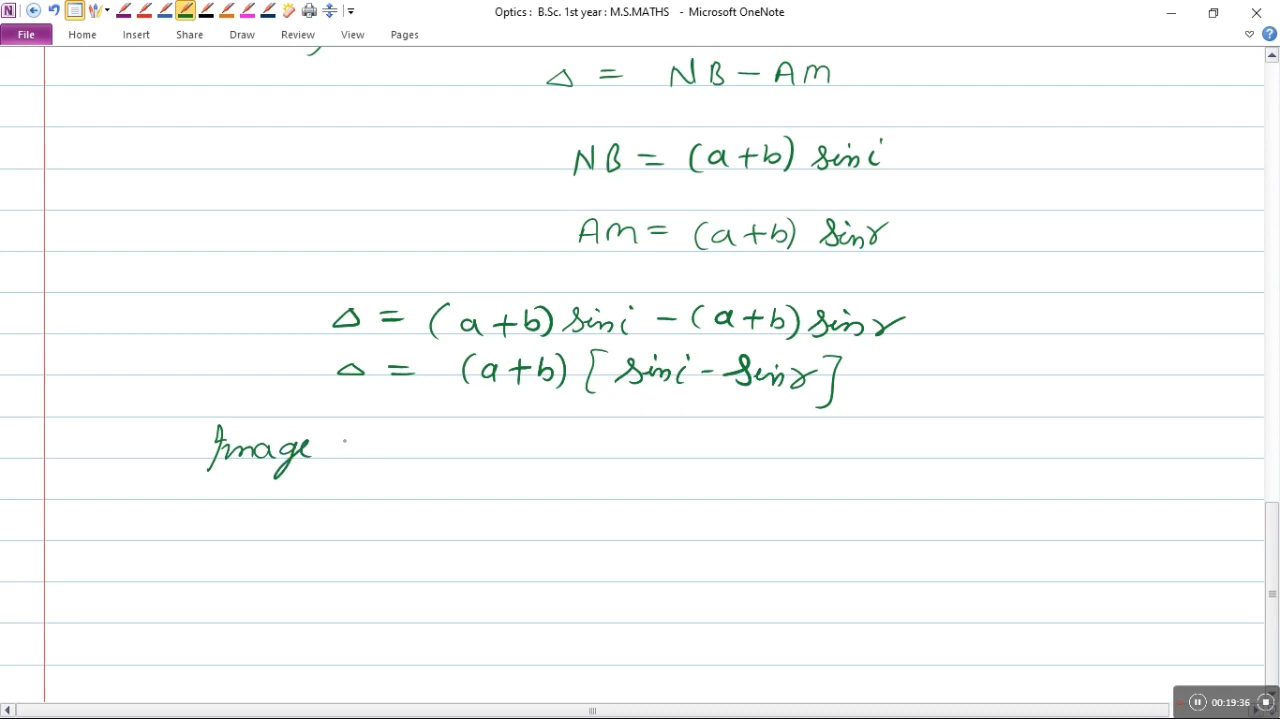 Optics : B.Sc. 1st year : M.S.MATHS - Microsoft OneNote
File Home Insert Share Draw Review View Pages
Δ = NB - AM
NB = (a+b) sin i
AM = (a+b) sin r
Δ = (a+b) sin i - (a+b) sin r
Δ = (a+b) [sin i - sin r]
Image
00:19:36